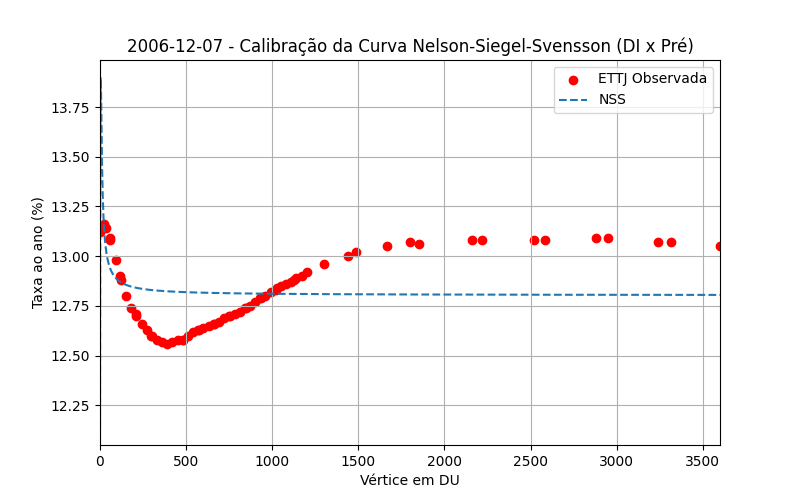 2006-12-07 - Calibração da Curva Nelson-Siegel-Svensson (DI x Pré)
ETTJ Observada
NSS
Taxa ao ano (%)
13.75
13.50
13.25
13.00
12.75
12.50
12.25
0 500 1000 1500 2000 2500 3000 3500
Vértice em DU